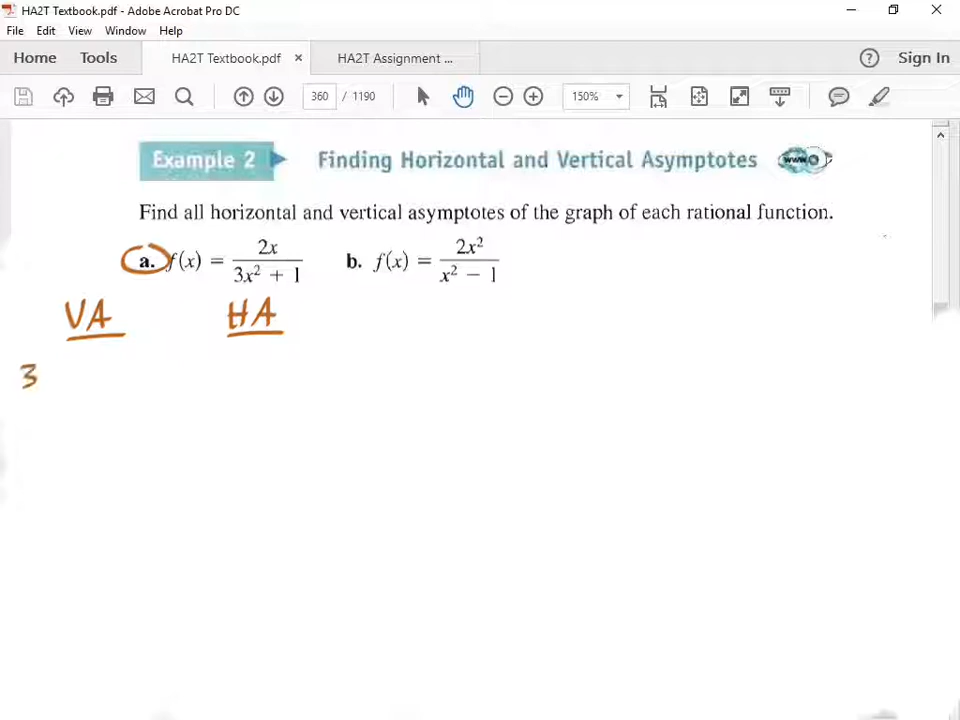 HA2T Textbook.pdf - Adobe Acrobat Pro DC
File Edit View Window Help
Home Tools HA2T Textbook.pdf × HA2T Assignment ... ? Sign In
360 / 1190 150%
Example 2 Finding Horizontal and Vertical Asymptotes www
Find all horizontal and vertical asymptotes of the graph of each rational function.
a. f(x) = 2x / (3x² + 1) b. f(x) = 2x² / (x² − 1)
VA HA
3